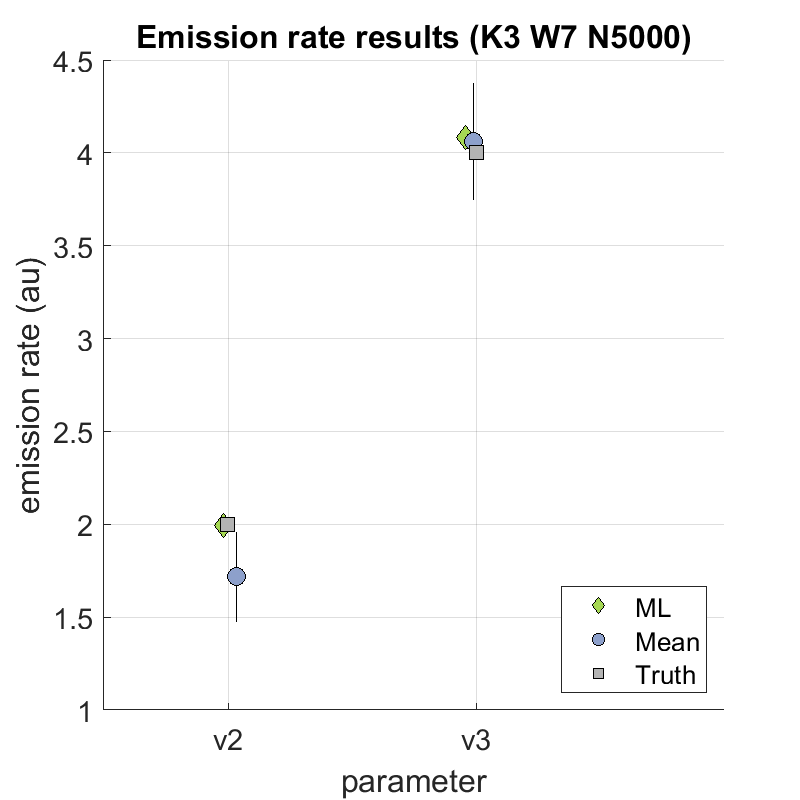 Emission rate results (K3 W7 N5000)
4.5
4
3.5
3
2.5
2
1.5
1
emission rate (au)
v2
v3
parameter
ML
Mean
Truth